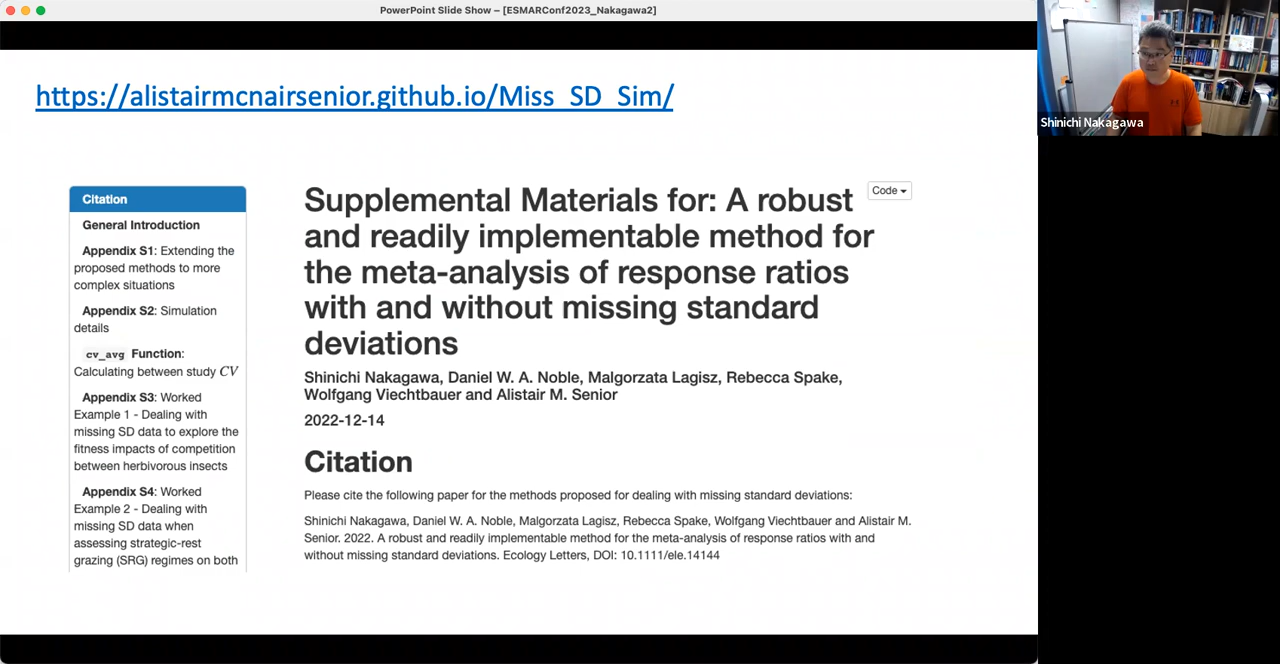 PowerPoint Slide Show – [ESMARConf2023_Nakagawa2]
https://alistairmcnairsenior.github.io/Miss_SD_Sim/
Citation
General Introduction
Appendix S1: Extending the
proposed methods to more
complex situations
Appendix S2: Simulation
details
cv_avg Function:
Calculating between study CV
Appendix S3: Worked
Example 1 - Dealing with
missing SD data to explore the
fitness impacts of competition
between herbivorous insects
Appendix S4: Worked
Example 2 - Dealing with
missing SD data when
assessing strategic-rest
grazing (SRG) regimes on both
Supplemental Materials for: A robust
and readily implementable method for
the meta-analysis of response ratios
with and without missing standard
deviations
Code
Shinichi Nakagawa, Daniel W. A. Noble, Malgorzata Lagisz, Rebecca Spake,
Wolfgang Viechtbauer and Alistair M. Senior
2022-12-14
Citation
Please cite the following paper for the methods proposed for dealing with missing standard deviations:
Shinichi Nakagawa, Daniel W. A. Noble, Malgorzata Lagisz, Rebecca Spake, Wolfgang Viechtbauer and Alistair M.
Senior. 2022. A robust and readily implementable method for the meta-analysis of response ratios with and
without missing standard deviations. Ecology Letters, DOI: 10.1111/ele.14144
Shinichi Nakagawa